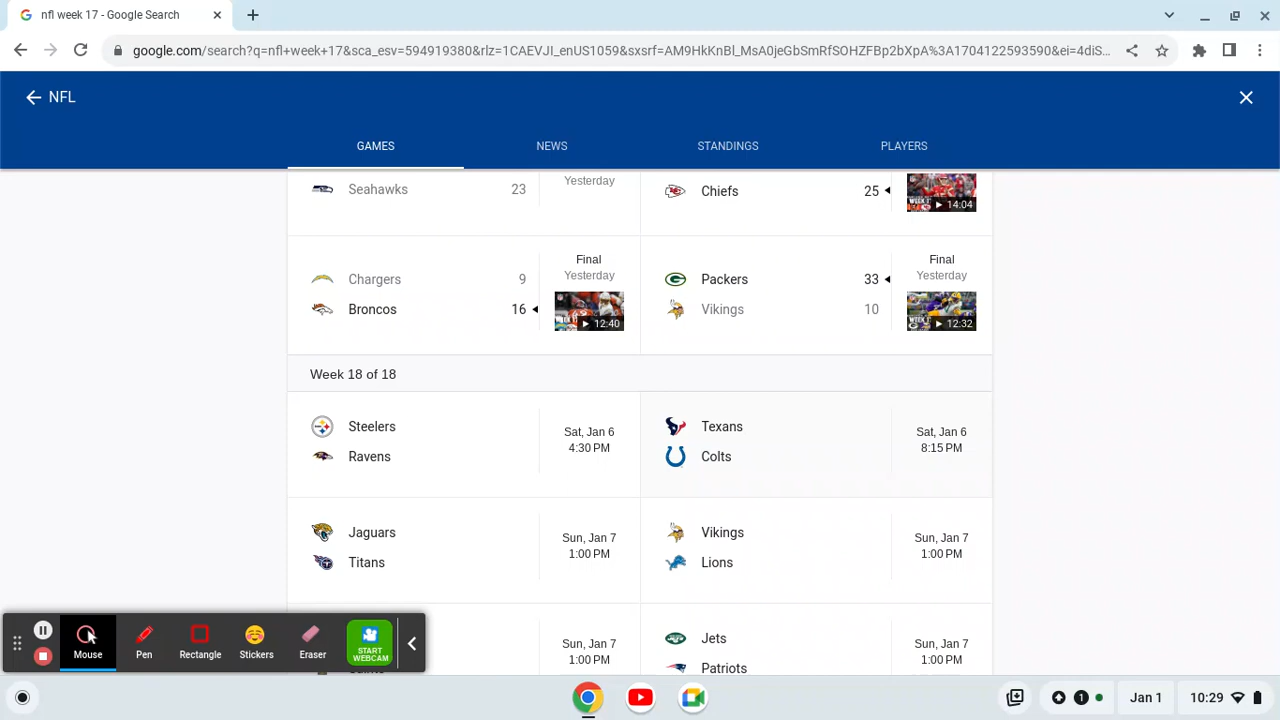 nfl week 17 - Google Search
google.com/search?q=nfl+week+17&sca_esv=594919380&rlz=1CAEVJI_enUS1059&sxsrf=AM9HkKnBl_MsA0jeGbSmRfSOHZFBp2bXpA%3A1704122593590&ei=4diS...
NFL
GAMES NEWS STANDINGS PLAYERS
Seahawks 23 Yesterday
Chiefs 25 14:04
Chargers 9 Final
Broncos 16 Yesterday
12:40
Packers 33 Final
Vikings 10 Yesterday
12:32
Week 18 of 18
Steelers Sat, Jan 6
Ravens 4:30 PM
Texans Sat, Jan 6
Colts 8:15 PM
Jaguars Sun, Jan 7
Titans 1:00 PM
Vikings Sun, Jan 7
Lions 1:00 PM
Sun, Jan 7
1:00 PM
Jets Sun, Jan 7
Patriots 1:00 PM
Mouse Pen Rectangle Stickers Eraser START
WEBCAM
1 Jan 1 10:29